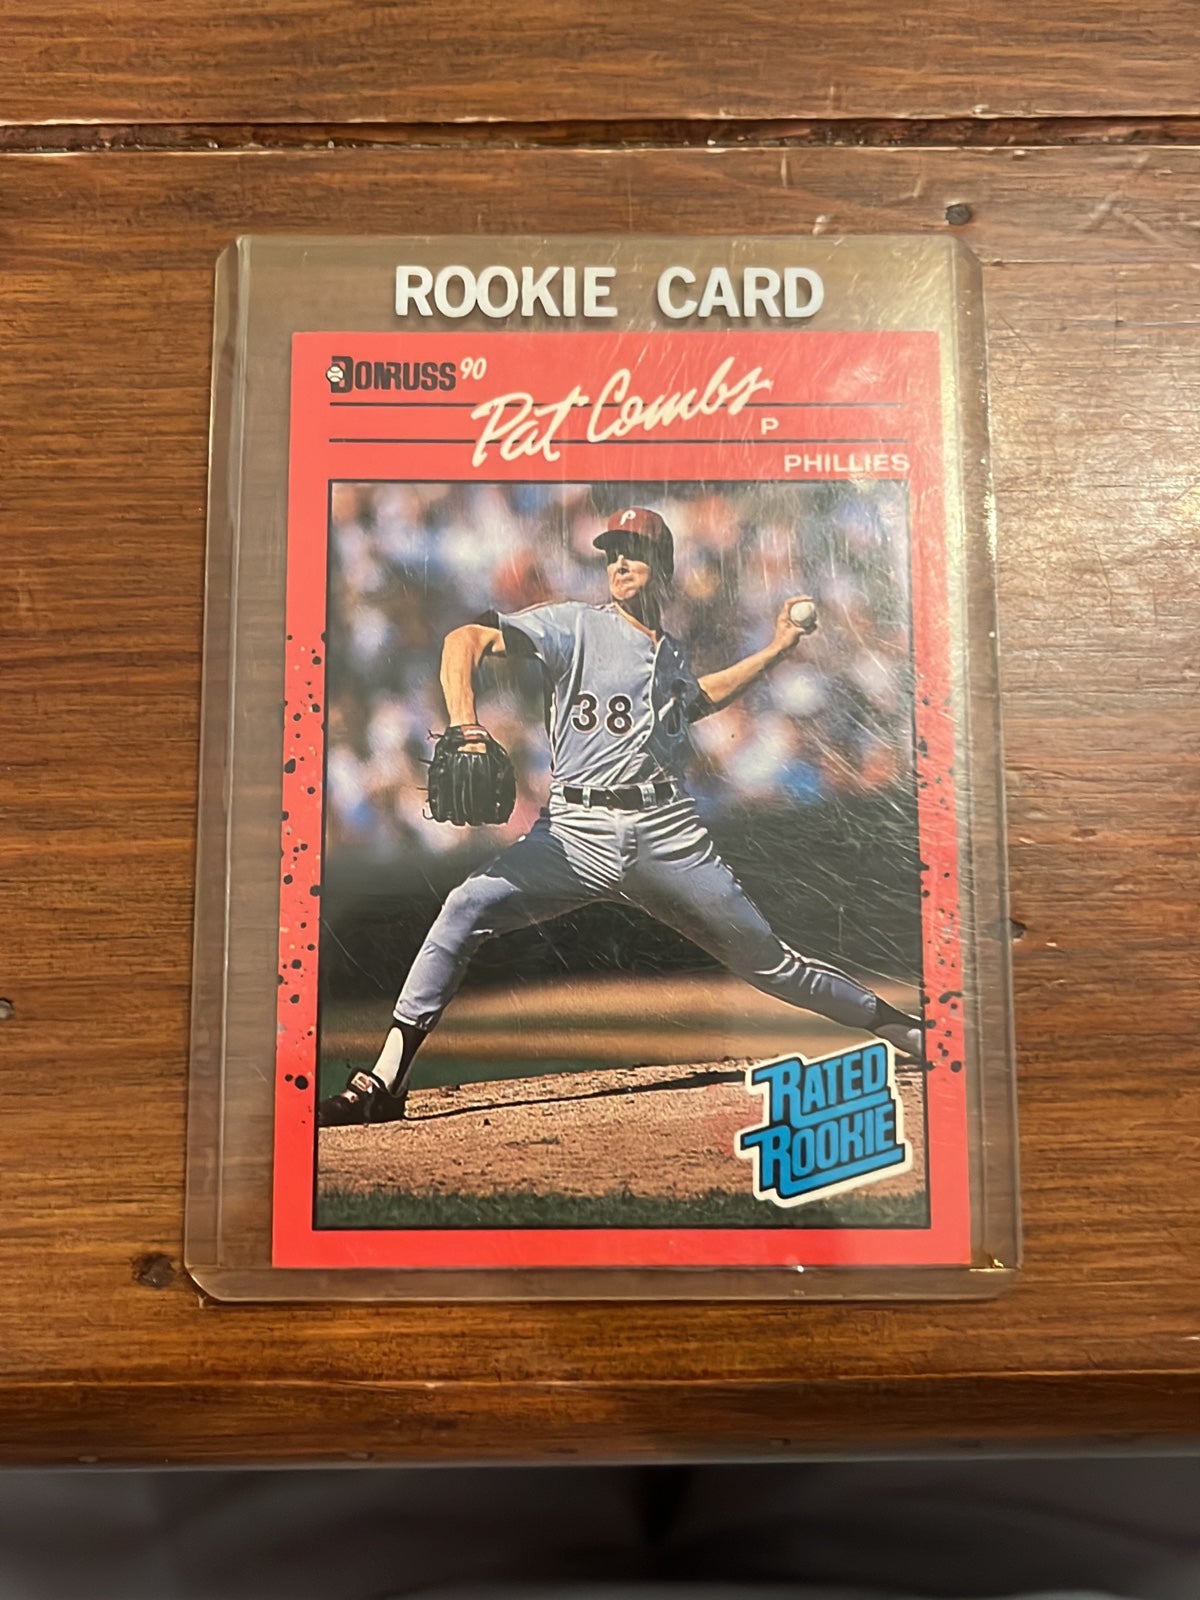 ROOKIE CARD
DONRUSS 90
Pat Combs
P
PHILLIES
P
38
RATED
ROOKIE